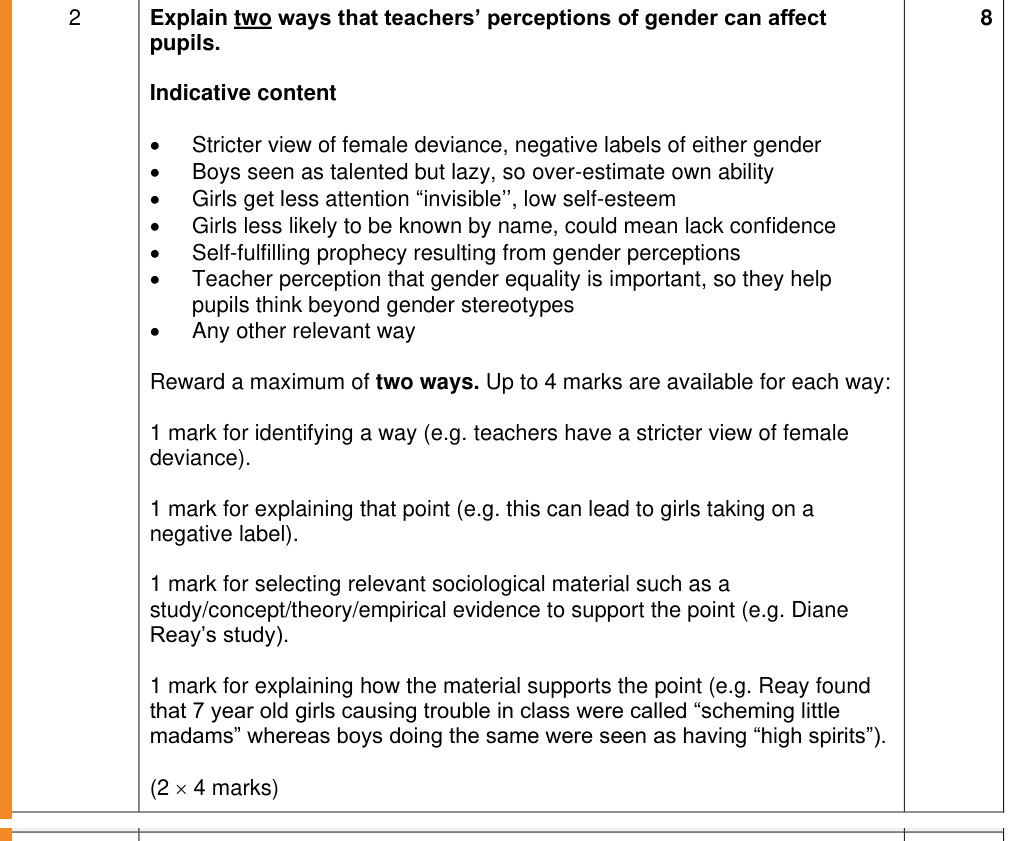 2
Explain two ways that teachers’ perceptions of gender can affect
8
pupils.
Indicative content
• Stricter view of female deviance, negative labels of either gender
• Boys seen as talented but lazy, so over-estimate own ability
• Girls get less attention “invisible’’, low self-esteem
• Girls less likely to be known by name, could mean lack confidence
• Self-fulfilling prophecy resulting from gender perceptions
• Teacher perception that gender equality is important, so they help
pupils think beyond gender stereotypes
• Any other relevant way
Reward a maximum of two ways. Up to 4 marks are available for each way:
1 mark for identifying a way (e.g. teachers have a stricter view of female
deviance).
1 mark for explaining that point (e.g. this can lead to girls taking on a
negative label).
1 mark for selecting relevant sociological material such as a
study/concept/theory/empirical evidence to support the point (e.g. Diane
Reay’s study).
1 mark for explaining how the material supports the point (e.g. Reay found
that 7 year old girls causing trouble in class were called “scheming little
madams” whereas boys doing the same were seen as having “high spirits”).
(2 × 4 marks)